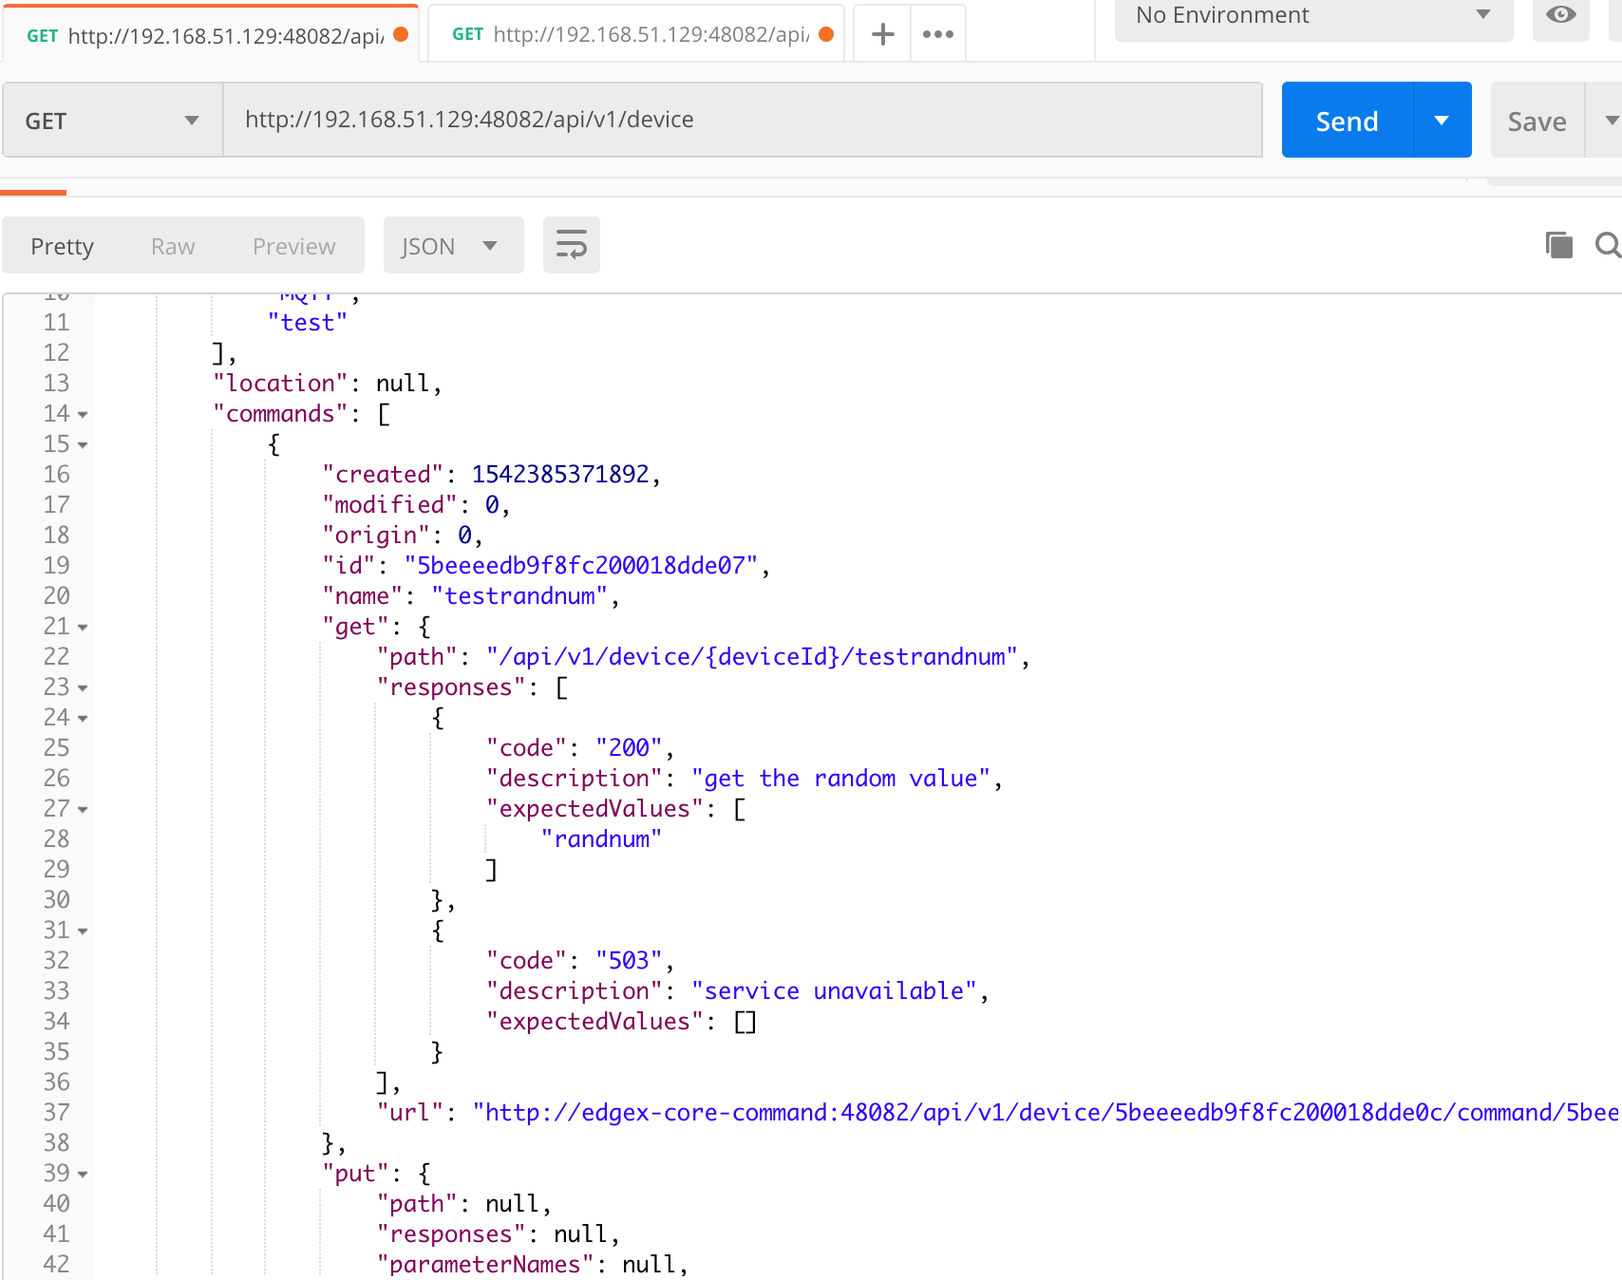 GET http://192.168.51.129:48082/api/ GET http://192.168.51.129:48082/api/ + ••• No Environment
GET http://192.168.51.129:48082/api/v1/device Send Save
Pretty Raw Preview JSON
10 "MQTT",
11 "test"
12 ],
13 "location": null,
14 "commands": [
15 {
16 "created": 1542385371892,
17 "modified": 0,
18 "origin": 0,
19 "id": "5beeeedb9f8fc200018dde07",
20 "name": "testrandnum",
21 "get": {
22 "path": "/api/v1/device/{deviceId}/testrandnum",
23 "responses": [
24 {
25 "code": "200",
26 "description": "get the random value",
27 "expectedValues": [
28 "randnum"
29 ]
30 },
31 {
32 "code": "503",
33 "description": "service unavailable",
34 "expectedValues": []
35 }
36 ],
37 "url": "http://edgex-core-command:48082/api/v1/device/5beeeedb9f8fc200018dde0c/command/5bee
38 },
39 "put": {
40 "path": null,
41 "responses": null,
42 "parameterNames": null,